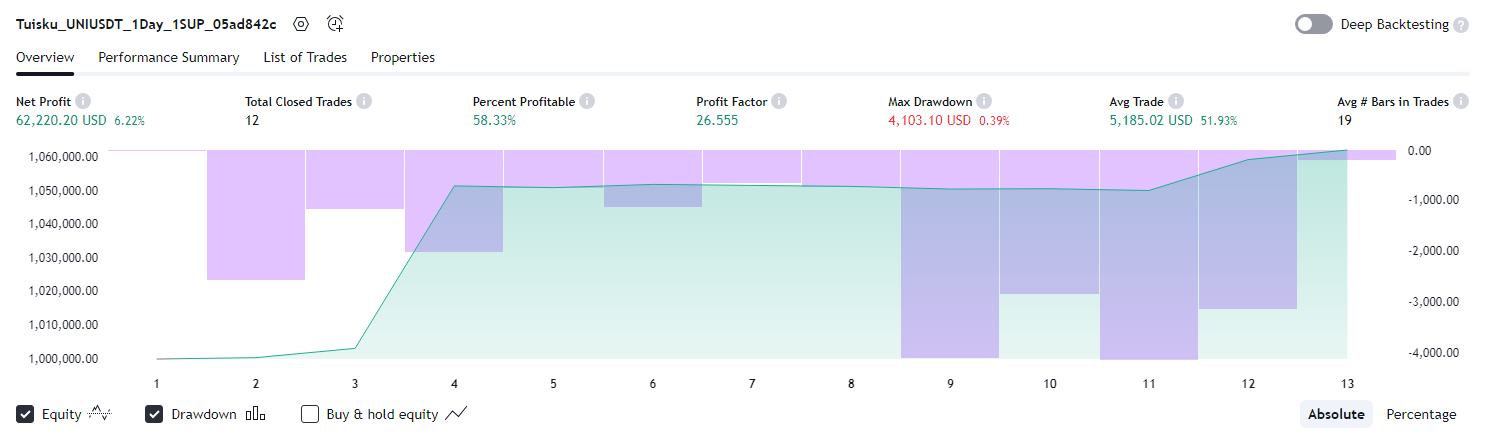 Tuisku_UNIUSDT_1Day_1SUP_05ad842c Deep Backtesting ?
Overview Performance Summary List of Trades Properties
Net Profit Total Closed Trades Percent Profitable Profit Factor Max Drawdown Avg Trade Avg # Bars in Trades
62,220.20 USD 6.22% 12 58.33% 26.555 4,103.10 USD 0.39% 5,185.02 USD 51.93% 19
1,060,000.00 0.00
1,050,000.00 -1,000.00
1,040,000.00 -2,000.00
1,030,000.00 -3,000.00
1,020,000.00 -4,000.00
1,010,000.00
1,000,000.00
1 2 3 4 5 6 7 8 9 10 11 12 13
Equity Drawdown Buy & hold equity Absolute Percentage